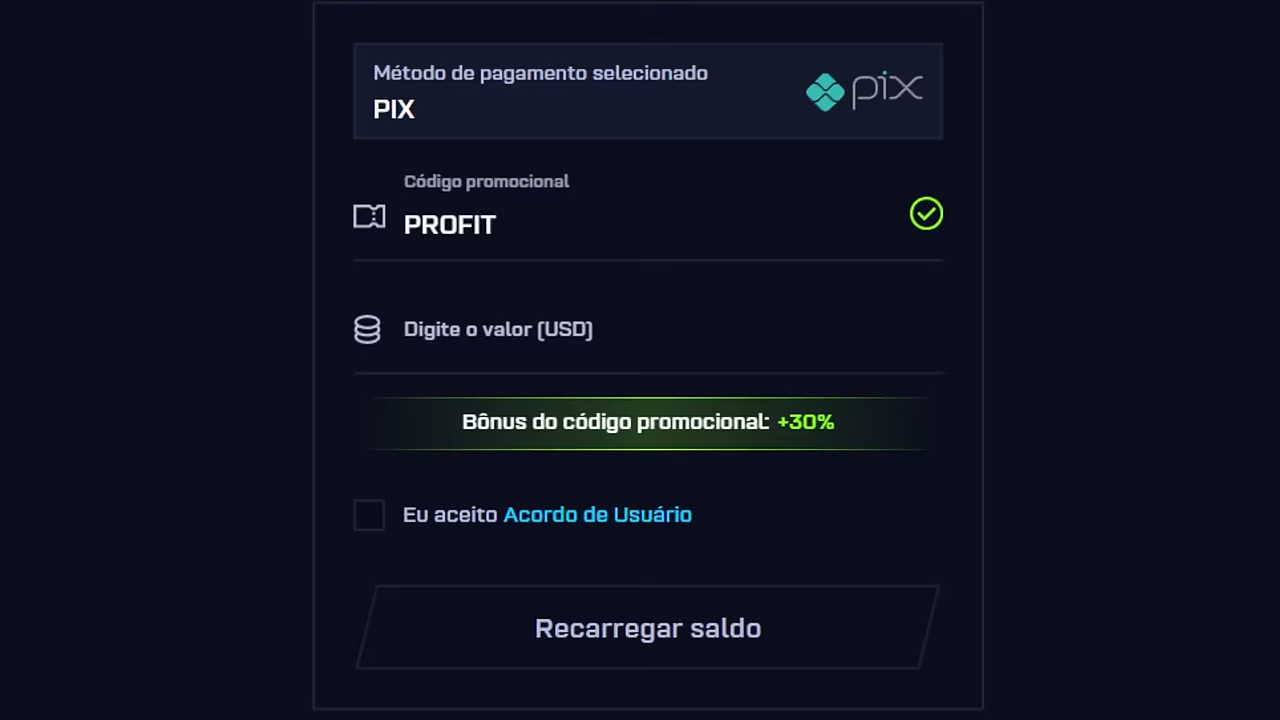 Método de pagamento selecionado
PIX
pix
Código promocional
PROFIT
Digite o valor (USD)
Bônus do código promocional: +30%
Eu aceito Acordo de Usuário
Recarregar saldo